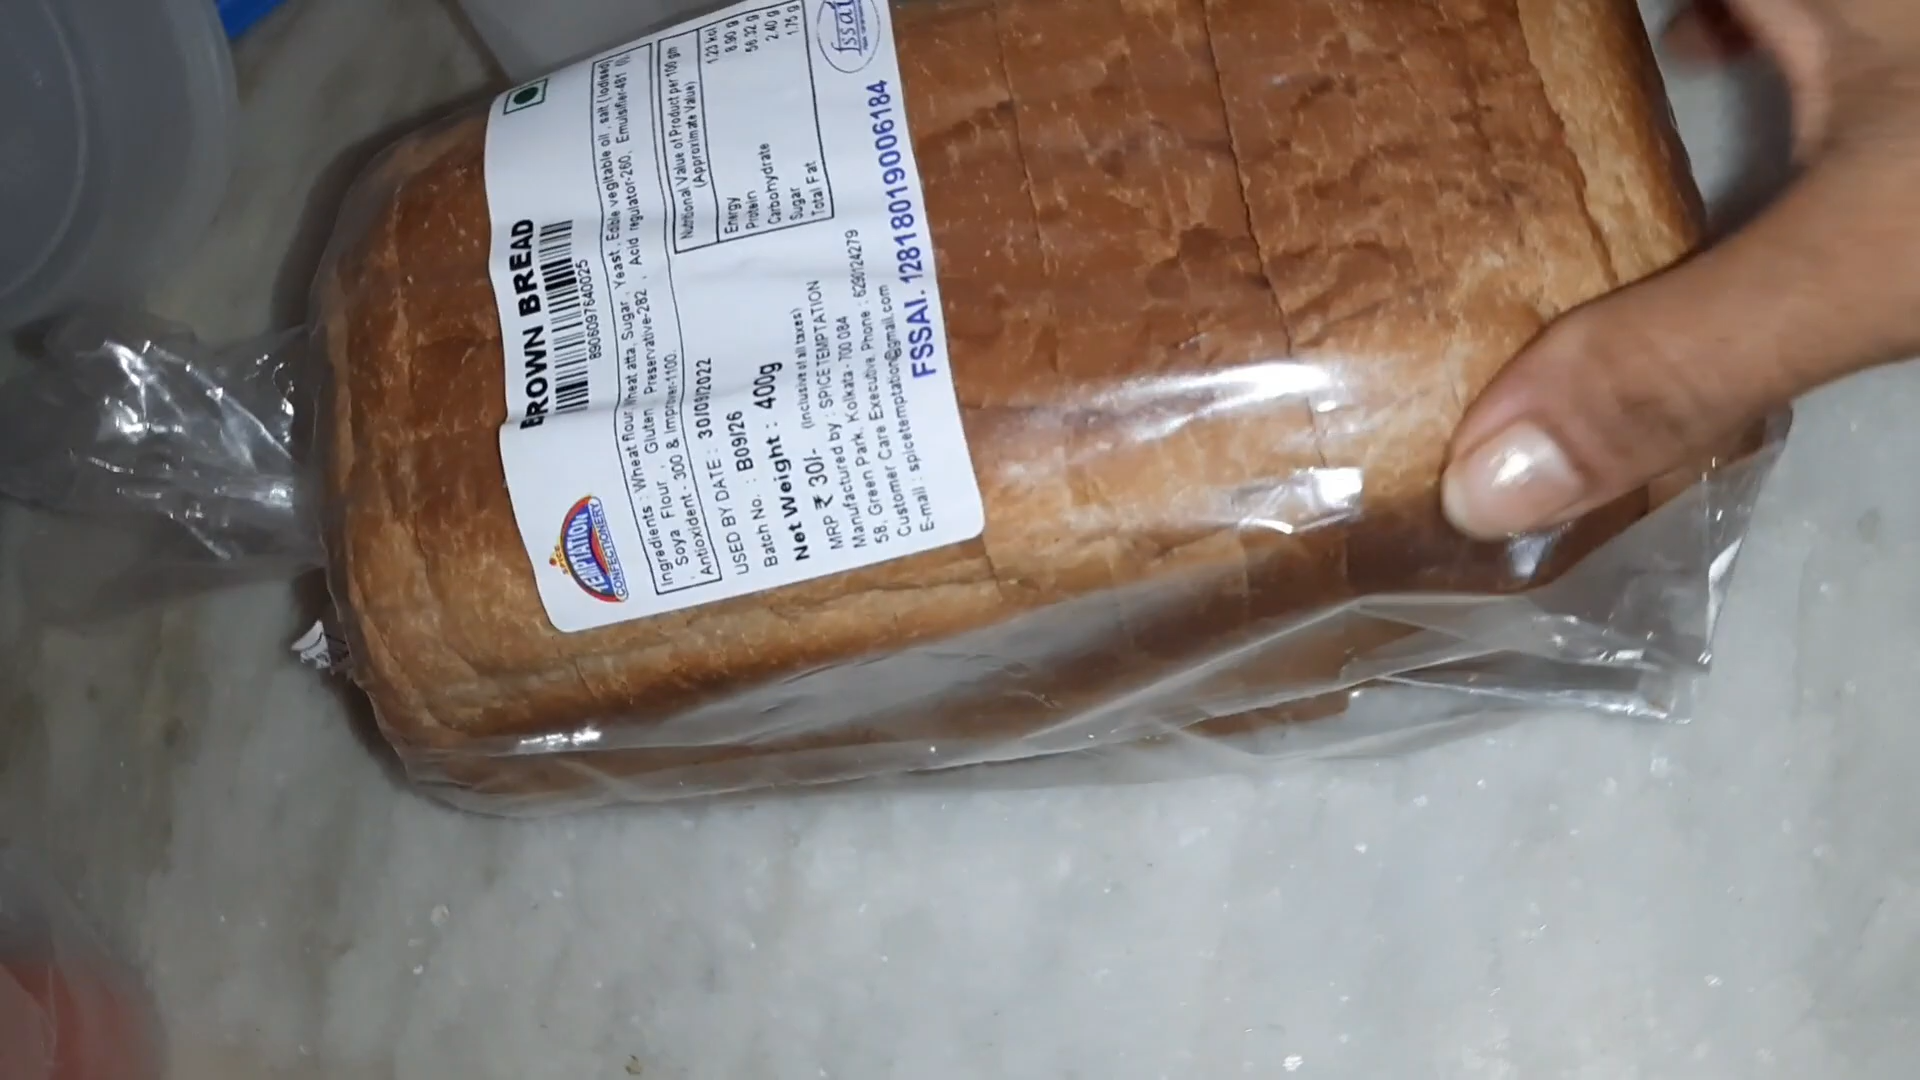 BROWN BREAD
8906097640025
SPICE
TEMPTATION
CONFECTIONERY
Ingredients : Wheat flour, Wheat atta, Sugar , Yeast , Edible vegitable oil , salt ( Iodised)
Soya Flour , Gluten , Preservative-282 , Acid regulator-260, Emulsifier-481 (i)
Antioxident - 300 & Improver-1100.
USED BY DATE : 30/09/2022
Batch No. : B09/26
Net Weight : 400g
MRP ₹ 30/- (Inclusive of all taxes)
Manufactured by : SPICE TEMPTATION
58, Green Park, Kolkata - 700 084
Customer Care Executive Phone : 6290124279
E-mail : spicetemptation@gmail.com
Nutritional Value of Product per 100 gm
(Approximate Value)
Energy
Protein 8.90 g
Carbohydrate 56.32 g
Sugar 2.40 g
Total Fat 1.75 g
fssai
FSSAI. 12818019006184